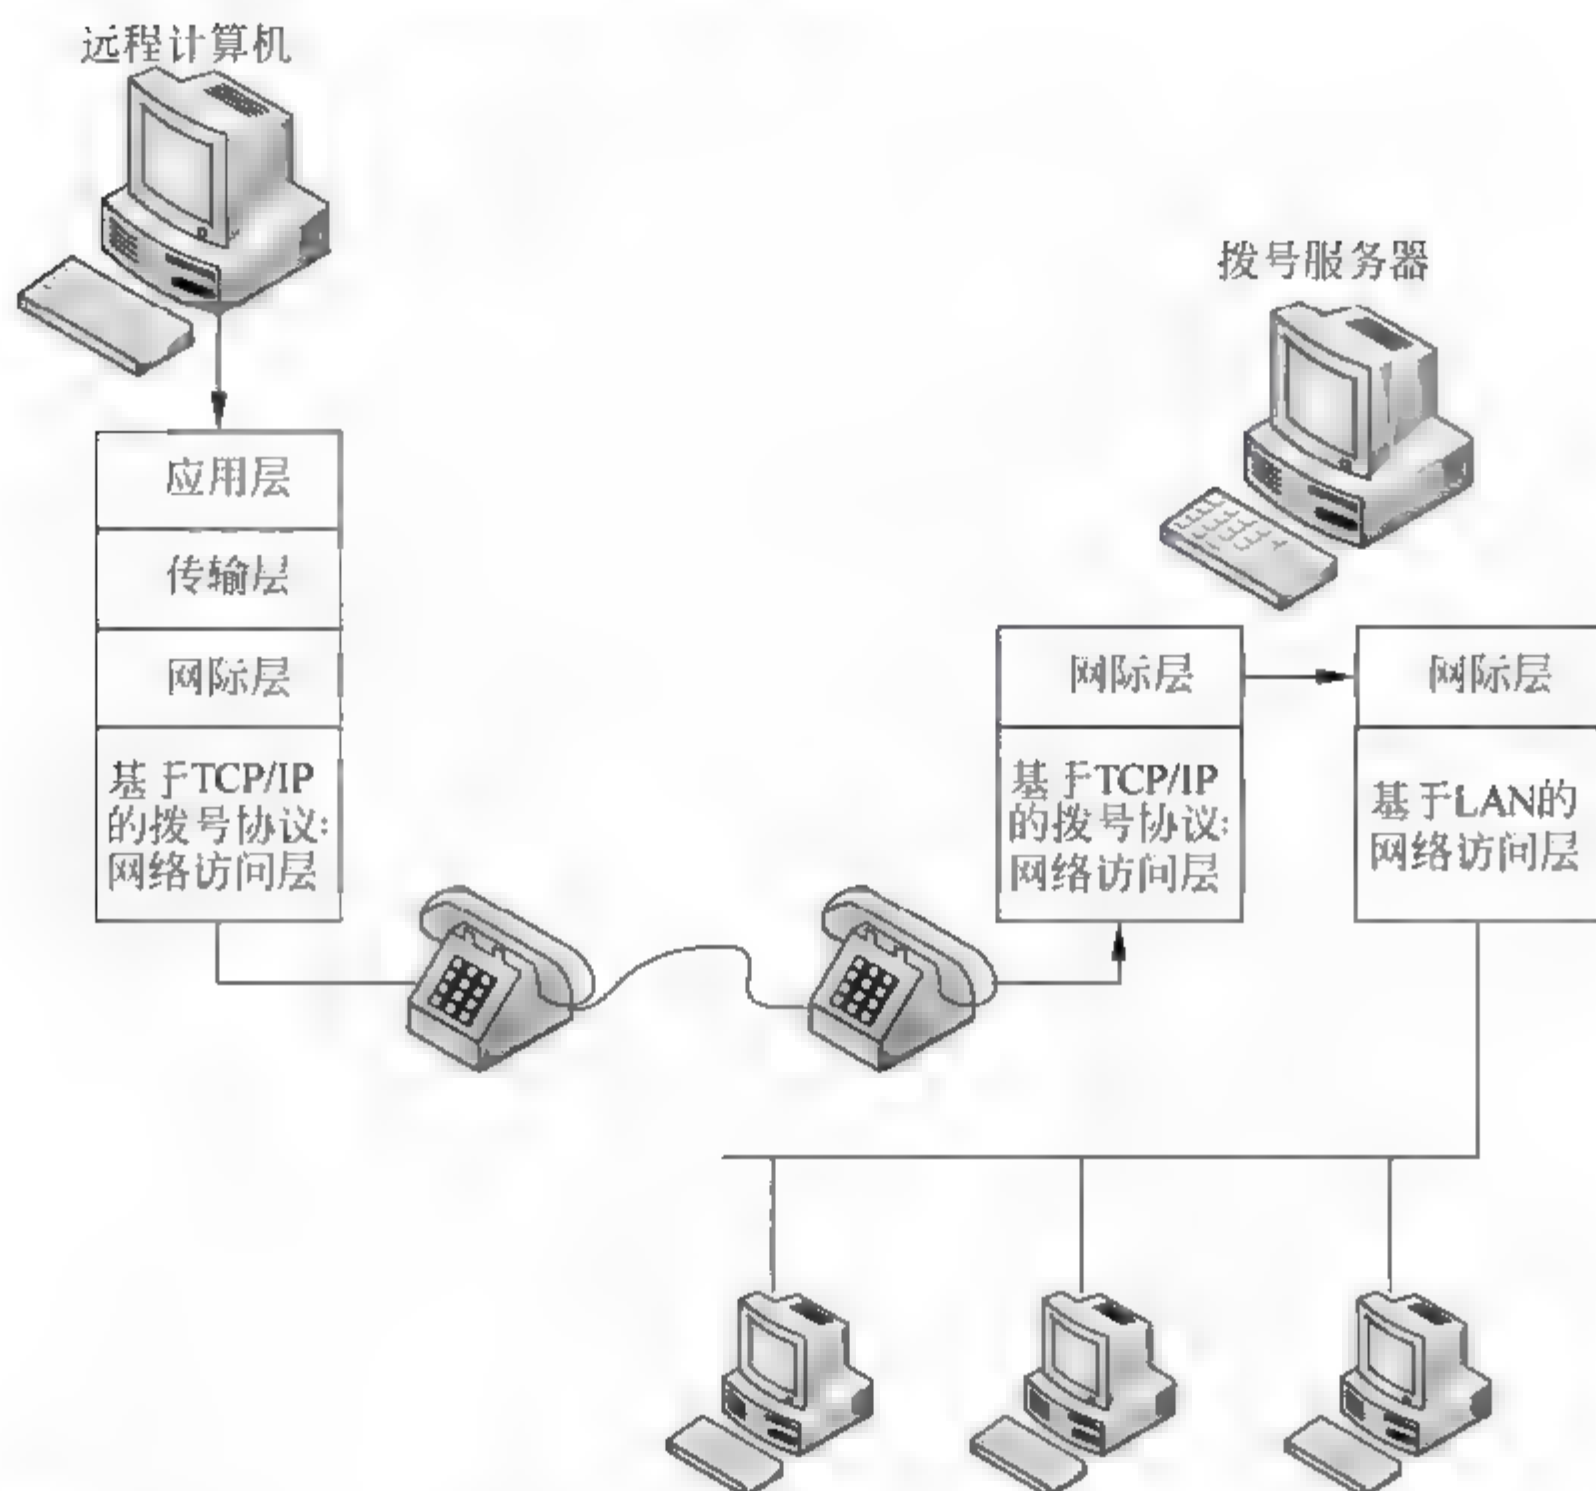 远程计算机
拨号服务器
应用层
传输层
网际层
基于TCP/IP
的拨号协议:
网络访问层
网际层
基于TCP/IP
的拨号协议:
网络访问层
网际层
基于LAN的
网络访问层